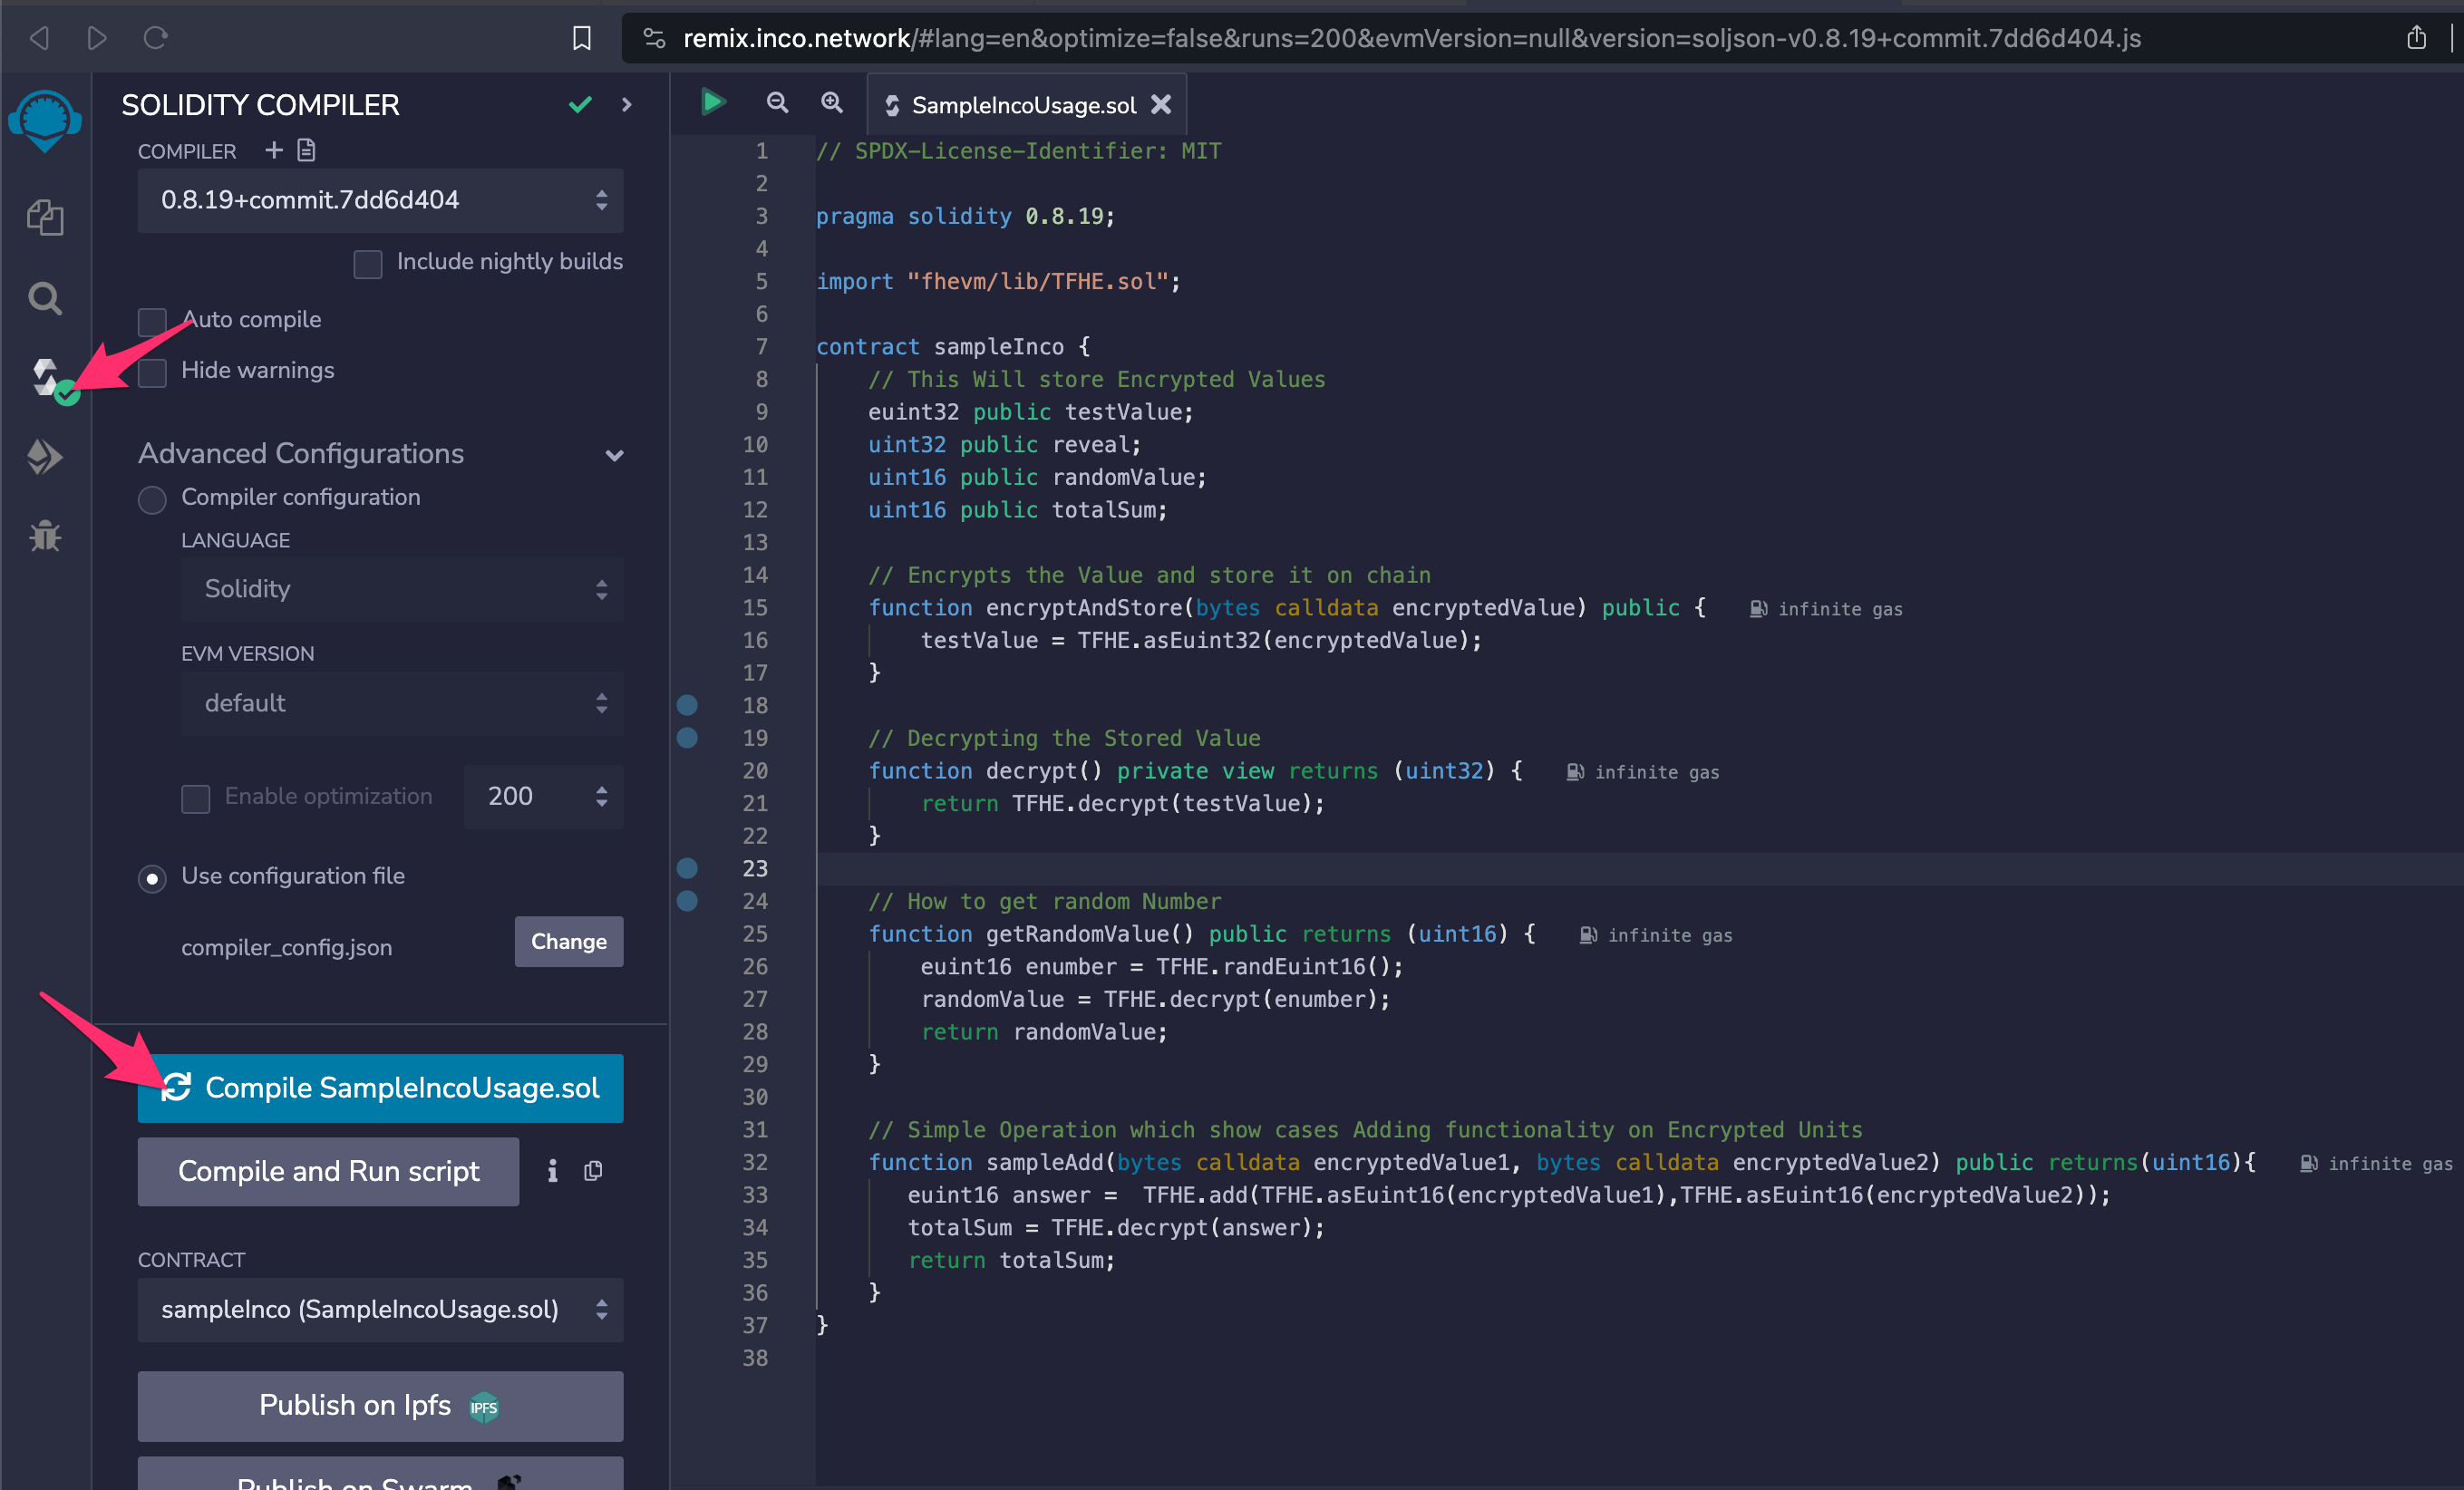 remix.inco.network/#lang=en&optimize=false&runs=200&evmVersion=null&version=soljson-v0.8.19+commit.7dd6d404.js
SOLIDITY COMPILER
COMPILER
0.8.19+commit.7dd6d404
Include nightly builds
Auto compile
Hide warnings
Advanced Configurations
Compiler configuration
LANGUAGE
Solidity
EVM VERSION
default
Enable optimization
200
Use configuration file
compiler_config.json
Change
Compile SampleIncoUsage.sol
Compile and Run script
CONTRACT
sampleInco (SampleIncoUsage.sol)
Publish on Ipfs
IPFS
Publish on Swarm
SampleIncoUsage.sol
1 // SPDX-License-Identifier: MIT
2
3 pragma solidity 0.8.19;
4
5 import "fhevm/lib/TFHE.sol";
6
7 contract sampleInco {
8 // This Will store Encrypted Values
9 euint32 public testValue;
10 uint32 public reveal;
11 uint16 public randomValue;
12 uint16 public totalSum;
13
14 // Encrypts the Value and store it on chain
15 function encryptAndStore(bytes calldata encryptedValue) public { infinite gas
16 testValue = TFHE.asEuint32(encryptedValue);
17 }
18
19 // Decrypting the Stored Value
20 function decrypt() private view returns (uint32) { infinite gas
21 return TFHE.decrypt(testValue);
22 }
23
24 // How to get random Number
25 function getRandomValue() public returns (uint16) { infinite gas
26 euint16 enumber = TFHE.randEuint16();
27 randomValue = TFHE.decrypt(enumber);
28 return randomValue;
29 }
30
31 // Simple Operation which show cases Adding functionality on Encrypted Units
32 function sampleAdd(bytes calldata encryptedValue1, bytes calldata encryptedValue2) public returns(uint16){ infinite gas
33 euint16 answer =  TFHE.add(TFHE.asEuint16(encryptedValue1),TFHE.asEuint16(encryptedValue2));
34 totalSum = TFHE.decrypt(answer);
35 return totalSum;
36 }
37 }
38